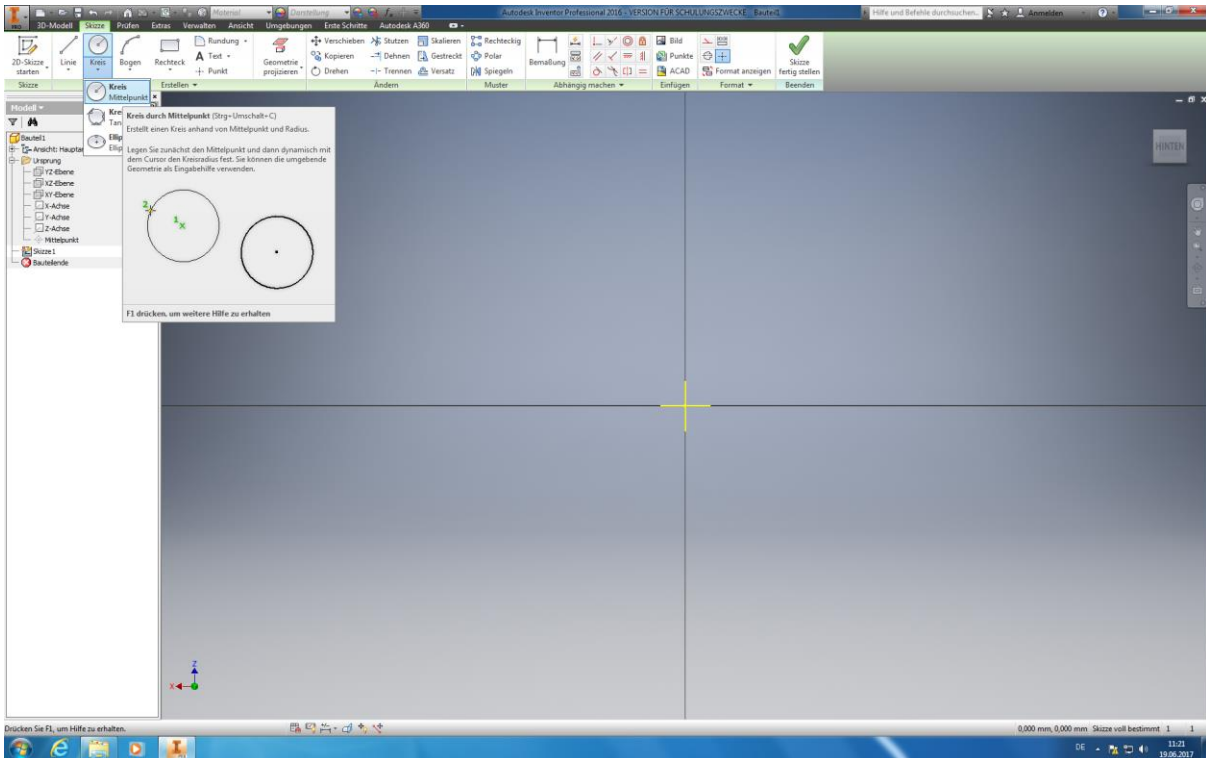 Material
Darstellung
Autodesk Inventor Professional 2016 - VERSION FÜR SCHULUNGSZWECKE Bauteil1
Hilfe und Befehle durchsuchen...
Anmelden
3D-Modell Skizze Prüfen Extras Verwalten Ansicht Umgebungen Erste Schritte Autodesk A360
2D-Skizze starten
Linie
Kreis
Bogen
Rechteck
Rundung
Text
Punkt
Geometrie projizieren
Verschieben
Kopieren
Drehen
Stutzen
Dehnen
Trennen
Skalieren
Gestreckt
Versatz
Rechteckig
Polar
Spiegeln
Bemaßung
Bild
Punkte
ACAD
Format anzeigen
Skizze fertig stellen
Skizze
Erstellen
Ändern
Muster
Abhängig machen
Einfügen
Format
Beenden
Kreis
Mittelpunkt
Modell
Bauteil1
Ursprung
YZ-Ebene
XZ-Ebene
XY-Ebene
X-Achse
Y-Achse
Z-Achse
Mittelpunkt
Skizze1
Bauteilende
Kreis durch Mittelpunkt (Strg+Umschalt+C)
Erstellt einen Kreis anhand von Mittelpunkt und Radius.
Legen Sie zunächst den Mittelpunkt und dann dynamisch mit
dem Cursor den Kreisradius fest. Sie können die umgebende
Geometrie als Eingabehilfe verwenden.
2
1
X
F1 drücken, um weitere Hilfe zu erhalten
HINTEN
Z
X
Drücken Sie F1, um Hilfe zu erhalten.
0,000 mm, 0,000 mm Skizze voll bestimmt 1 1
DE
11:21
19.06.2017